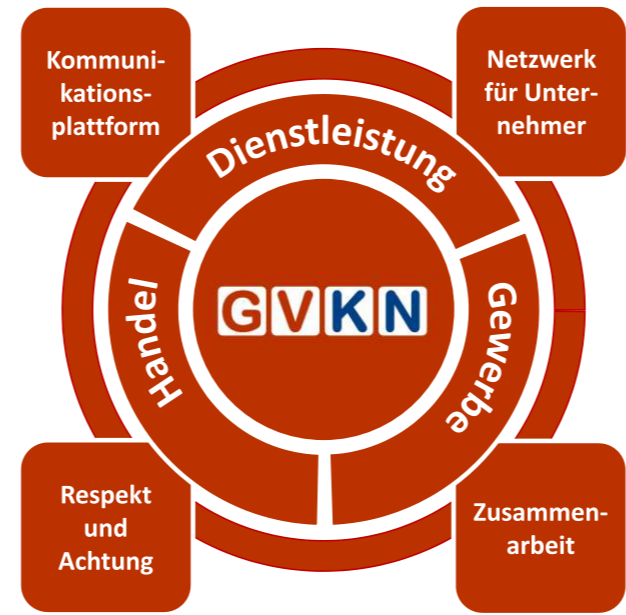 Kommuni-
kations-
plattform
Netzwerk
für Unter-
nehmer
Dienstleistung
Handel
GVKN
Gewerbe
Respekt
und
Achtung
Zusammen-
arbeit